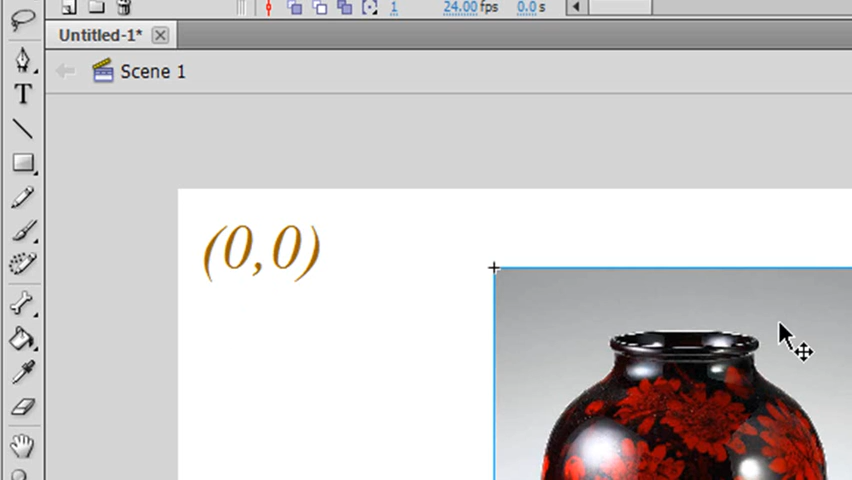 1 24.00 fps 0.0 s
Untitled-1*
Scene 1
T
(0,0)